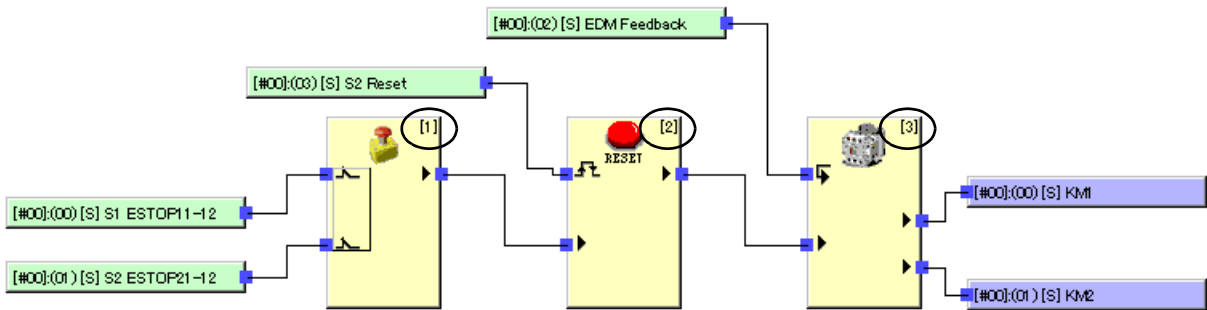 [#00]:(02) [S] EDM Feedback
[#00]:(03) [S] S2 Reset
[1]
[2]
[3]
RESET
[#00]:(00) [S] S1 ESTOP11-12
[#00]:(00) [S] KM1
[#00]:(01) [S] S2 ESTOP21-12
[#00]:(01) [S] KM2